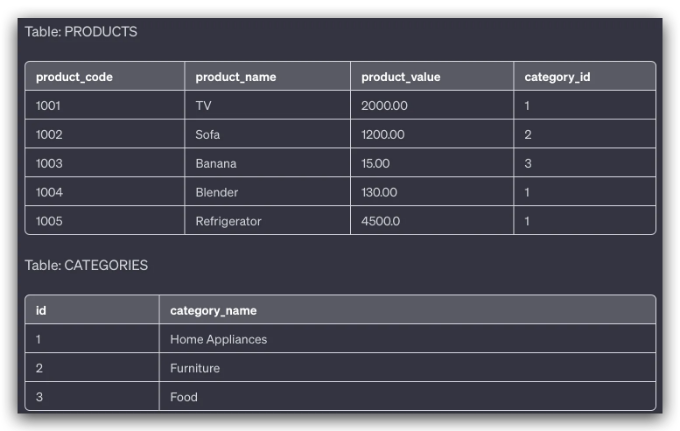 Table: PRODUCTS
product_code product_name product_value category_id
1001 TV 2000.00 1
1002 Sofa 1200.00 2
1003 Banana 15.00 3
1004 Blender 130.00 1
1005 Refrigerator 4500.0 1
Table: CATEGORIES
id category_name
1 Home Appliances
2 Furniture
3 Food